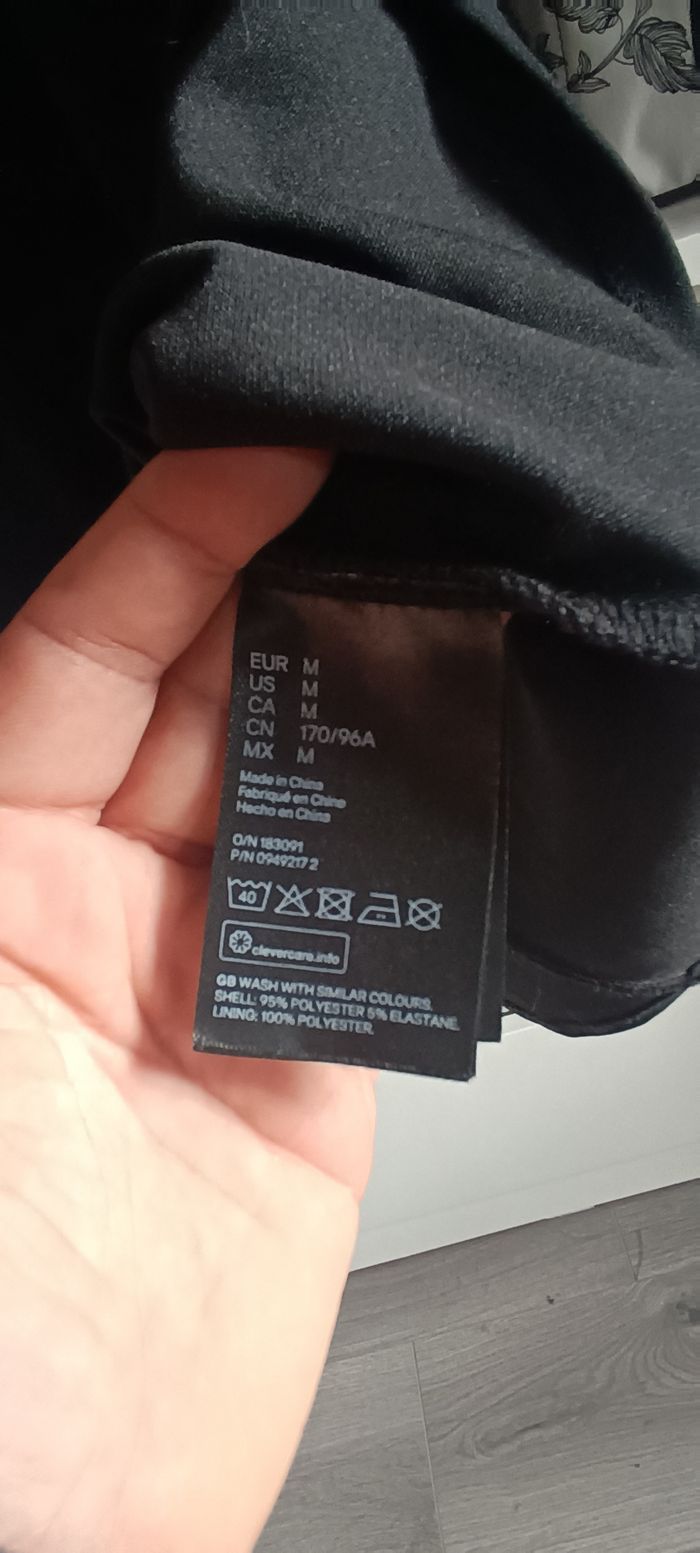 EUR M
US M
CA M
CN 170/96A
MX M
Made in China
Fabriqué en Chine
Hecho en China
O/N 183091
P/N 0949217 2
40
clevercare.info
GB WASH WITH SIMILAR COLOURS.
SHELL: 95% POLYESTER 5% ELASTANE
LINING: 100% POLYESTER.